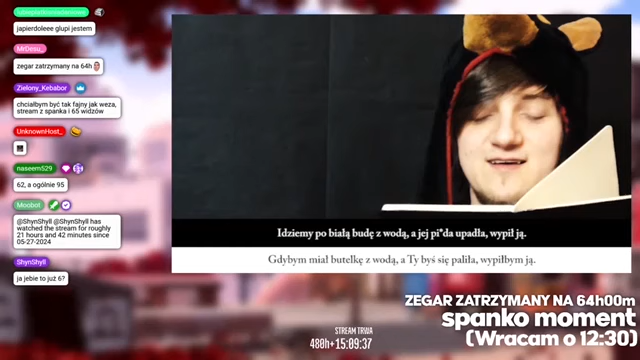 japierdoleee glupi jestem
MrDesu_
zegar zatrzymany na 64h
Zielony_Kebabor
chciałbym być tak fajny jak weza,
stream z spanka i 65 widzów
UnknownHost_
naseem529
62, a ogólnie 95
Moobot
@ShynShyll @ShynShyll has
watched the stream for roughly
21 hours and 42 minutes since
05-27-2024
ShynShyll
ja jebie to już 6?
Idziemy po białą budę z wodą, a jej pi*da upadła, wypił ją.
Gdybym miał butelkę z wodą, a Ty byś się paliła, wypiłbym ją.
ZEGAR ZATRZYMANY NA 64h00m
spanko moment
(Wracam o 12:30)
STREAM TRWA
480h+15:09:37